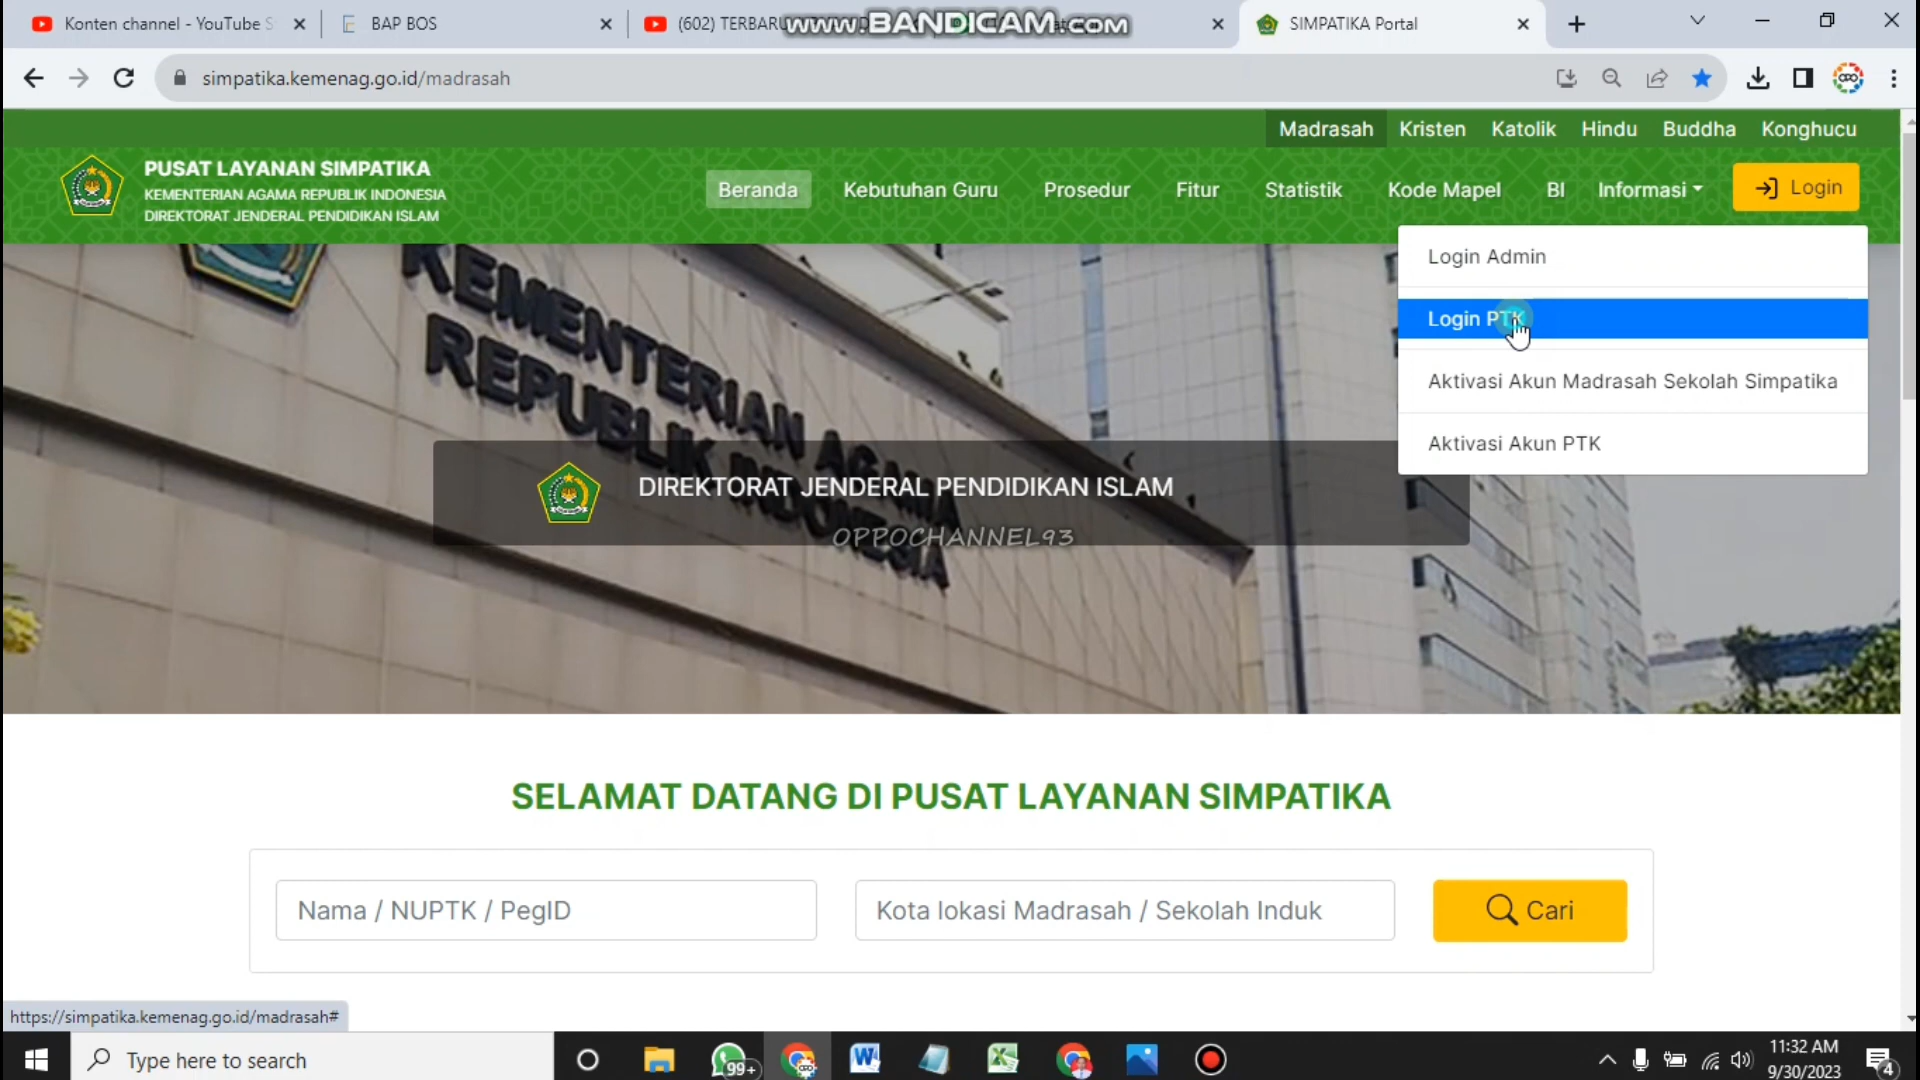 Konten channel - YouTube S
BAP BOS
(602) TERBARU
www.BANDICAM.com
SIMPATIKA Portal
simpatika.kemenag.go.id/madrasah
Madrasah Kristen Katolik Hindu Buddha Konghucu
PUSAT LAYANAN SIMPATIKA
KEMENTERIAN AGAMA REPUBLIK INDONESIA
DIREKTORAT JENDERAL PENDIDIKAN ISLAM
Beranda Kebutuhan Guru Prosedur Fitur Statistik Kode Mapel BI Informasi Login
Login Admin
Login PTK
Aktivasi Akun Madrasah Sekolah Simpatika
Aktivasi Akun PTK
KEMENTERIAN AGAMA
REPUBLIK INDONESIA
DIREKTORAT JENDERAL PENDIDIKAN ISLAM
OPPOCHANNEL93
SELAMAT DATANG DI PUSAT LAYANAN SIMPATIKA
Nama / NUPTK / PegID
Kota lokasi Madrasah / Sekolah Induk
Cari
https://simpatika.kemenag.go.id/madrasah#
Type here to search
99+
11:32 AM
9/30/2023
4